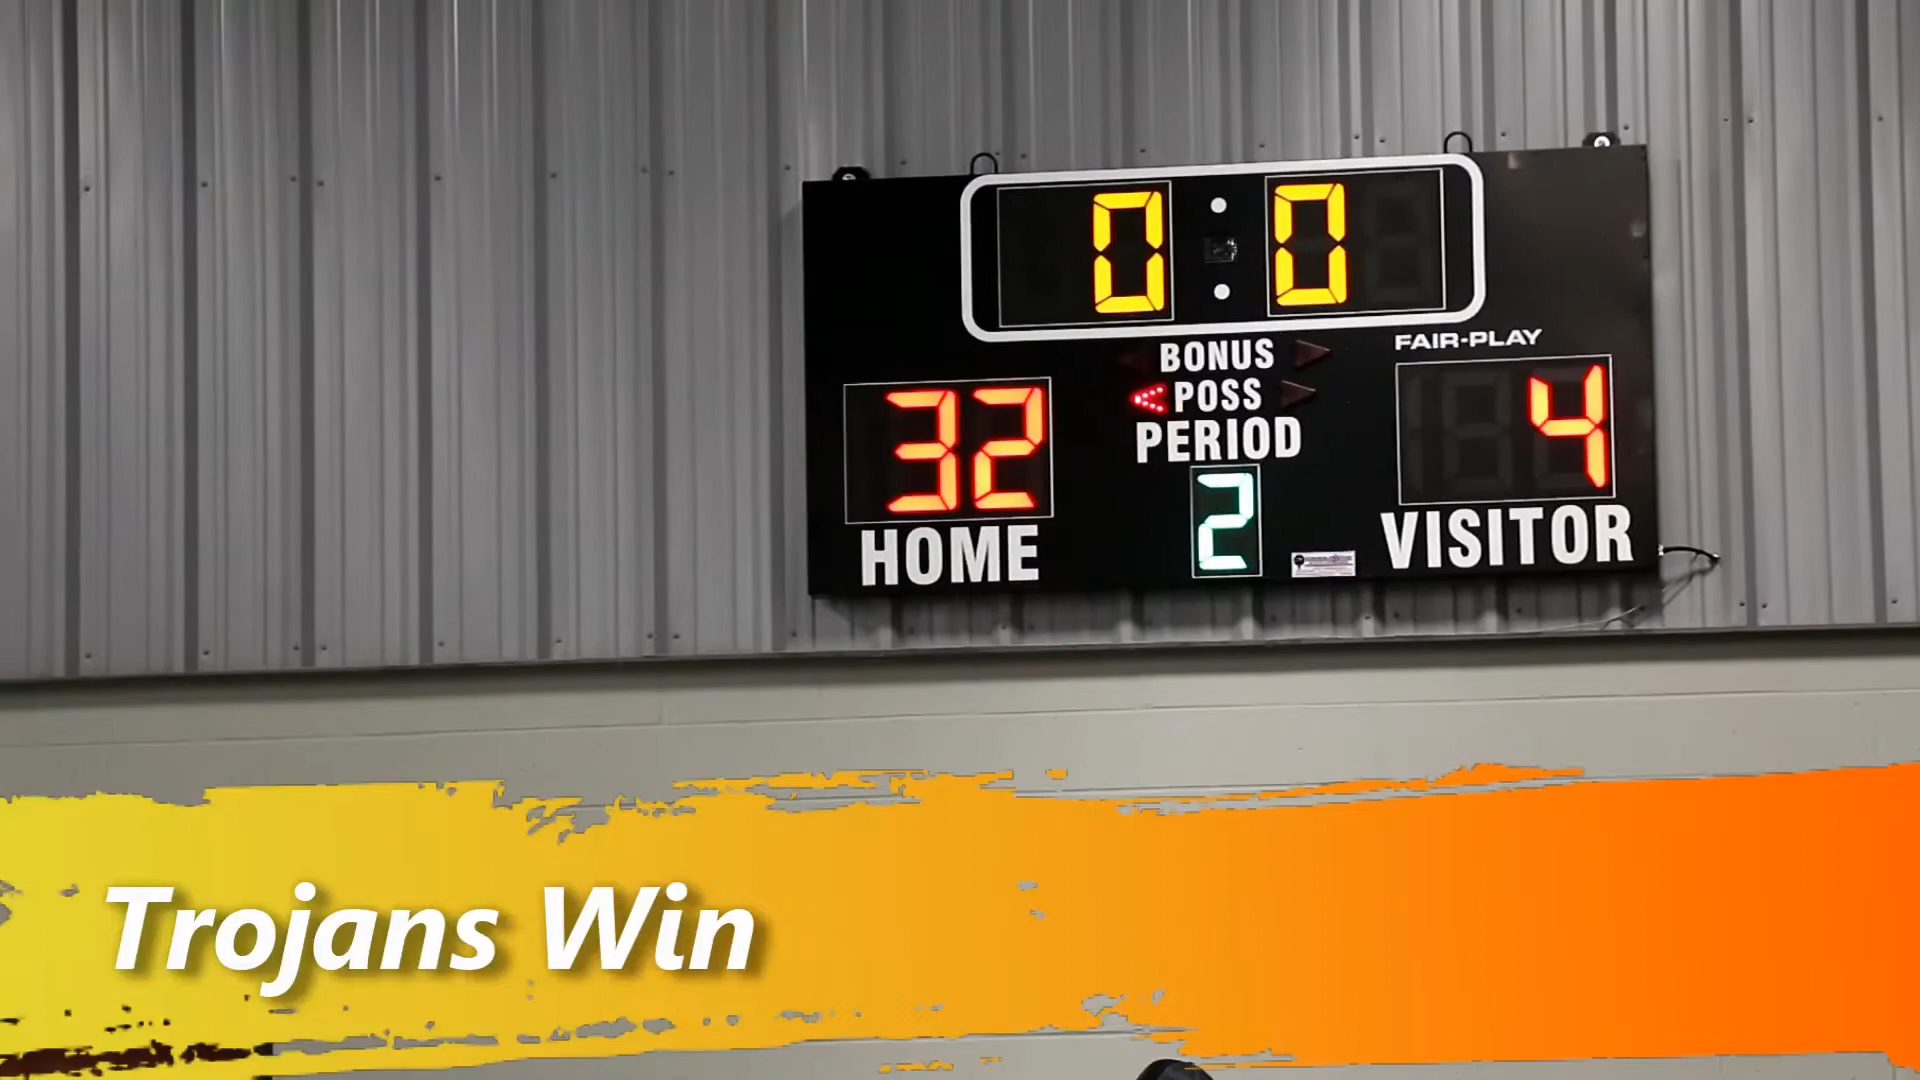 0:0
BONUS
FAIR-PLAY
POSS
PERIOD
32
4
2
HOME
VISITOR
Trojans Win